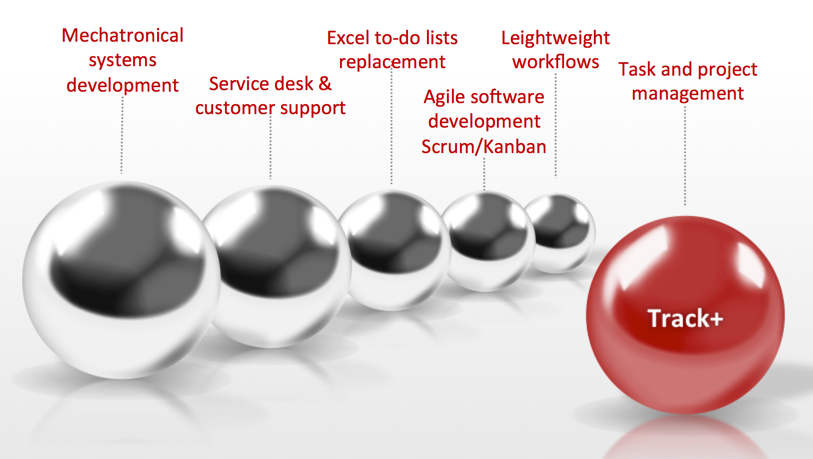 Mechatronical
systems
development
Service desk &
customer support
Excel to-do lists
replacement
Agile software
development
Scrum/Kanban
Leightweight
workflows
Task and project
management
Track+